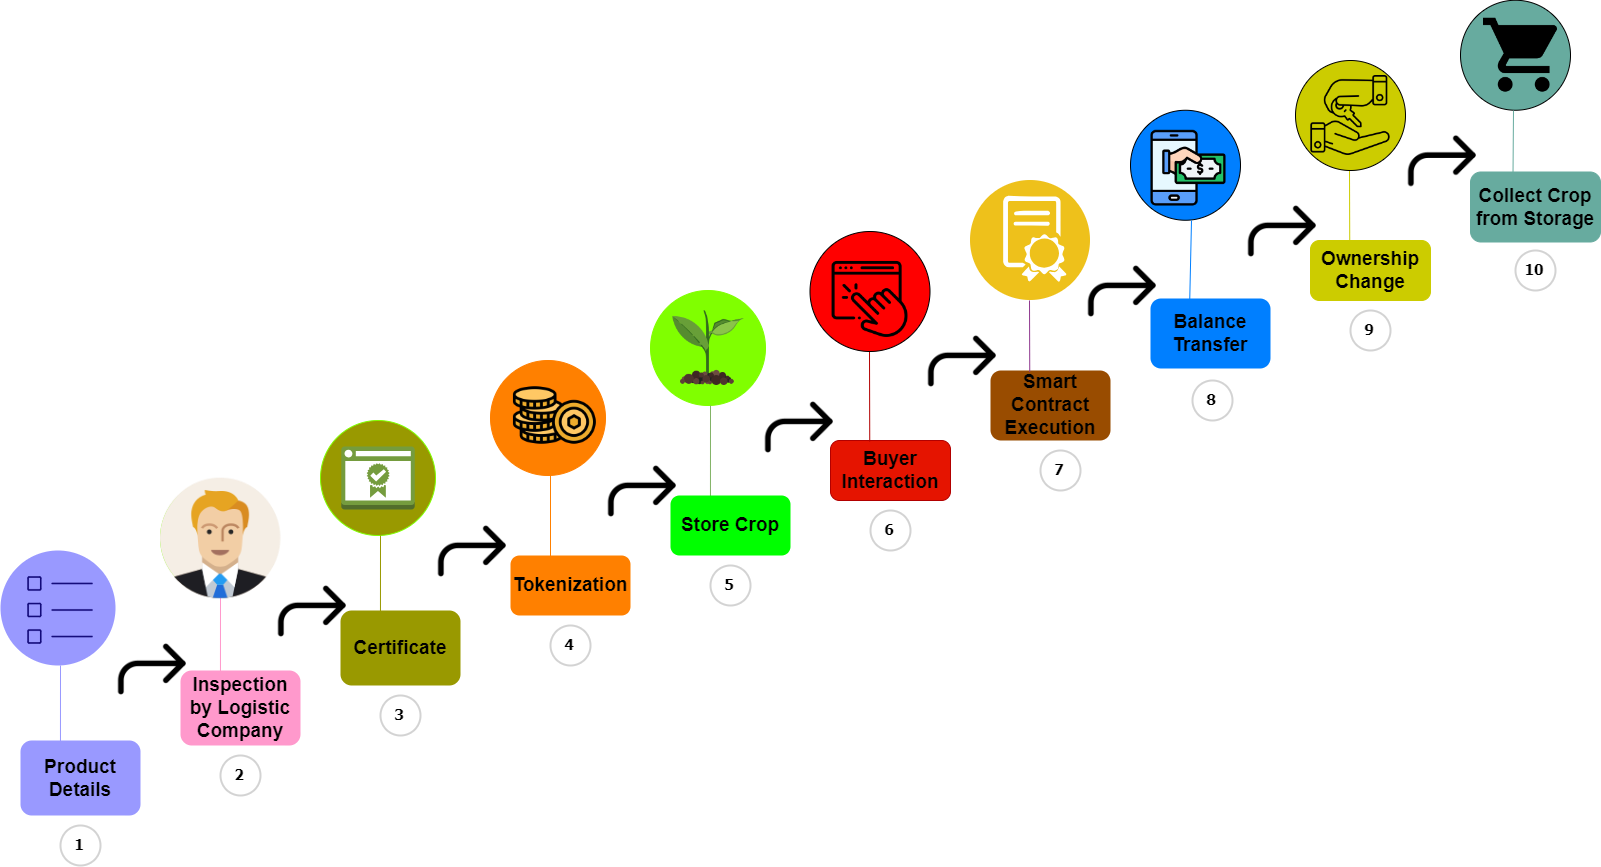 Product
Details
1
Inspection
by Logistic
Company
2
Certificate
3
Tokenization
4
Store Crop
5
Buyer
Interaction
6
Smart
Contract
Execution
7
Balance
Transfer
8
Ownership
Change
9
Collect Crop
from Storage
10
$